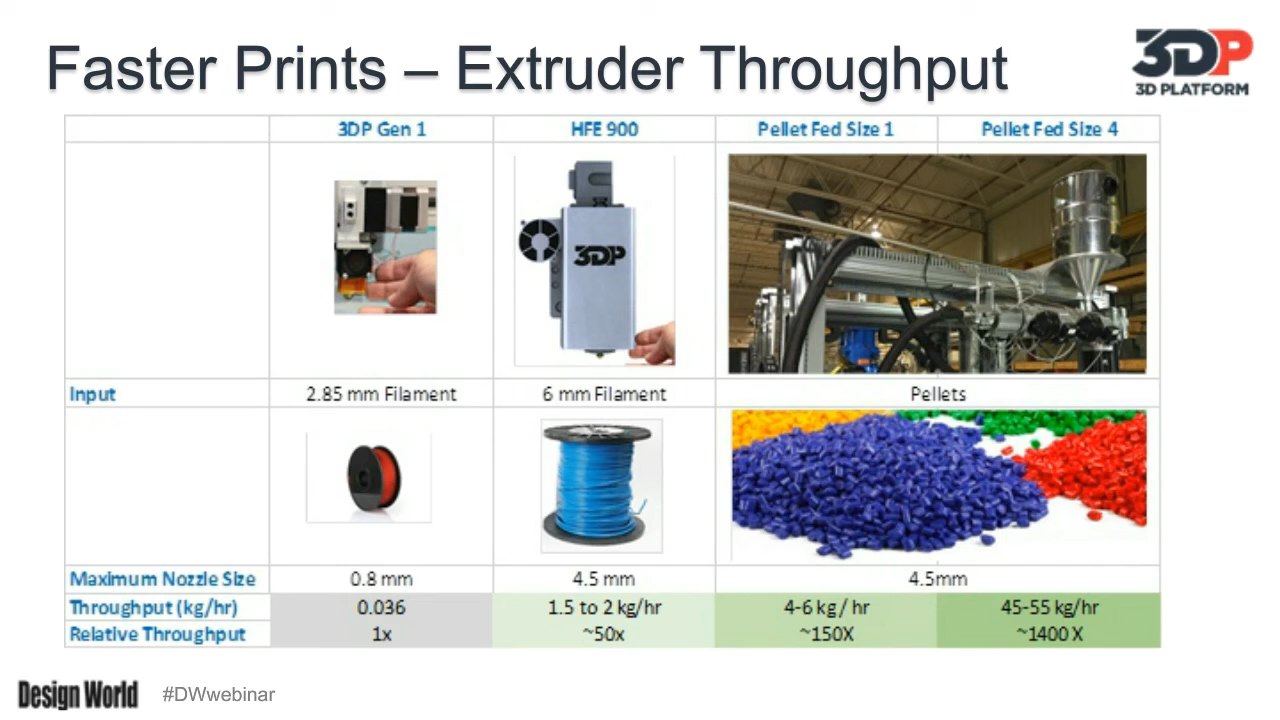 Faster Prints – Extruder Throughput
3DP
3D PLATFORM
3DP Gen 1 HFE 900 Pellet Fed Size 1 Pellet Fed Size 4
3DP
Input 2.85 mm Filament 6 mm Filament Pellets
Maximum Nozzle Size 0.8 mm 4.5 mm 4.5mm
Throughput (kg/hr) 0.036 1.5 to 2 kg/hr 4-6 kg / hr 45-55 kg/hr
Relative Throughput 1x ~50x ~150X ~1400 X
Design World #DWwebinar